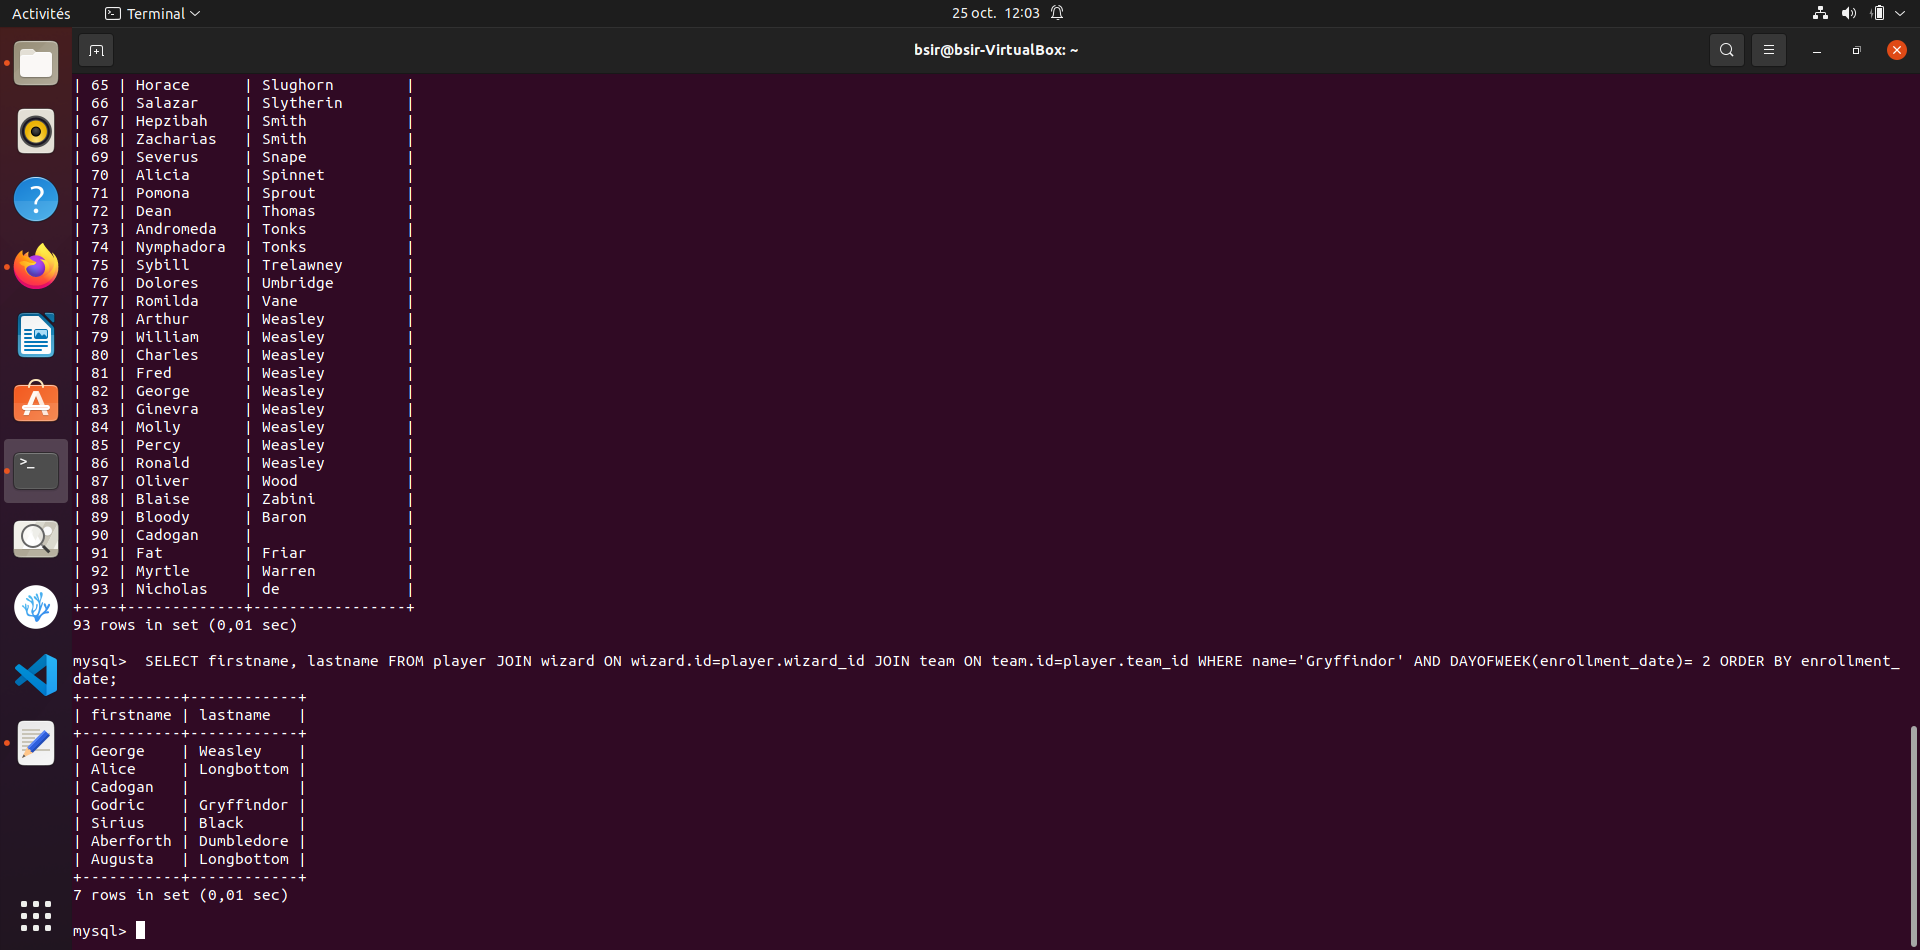 Activités Terminal 25 oct. 12:03
bsir@bsir-VirtualBox: ~
| 65 | Horace      | Slughorn        |
| 66 | Salazar     | Slytherin       |
| 67 | Hepzibah    | Smith           |
| 68 | Zacharias   | Smith           |
| 69 | Severus     | Snape           |
| 70 | Alicia      | Spinnet         |
| 71 | Pomona      | Sprout          |
| 72 | Dean        | Thomas          |
| 73 | Andromeda   | Tonks           |
| 74 | Nymphadora  | Tonks           |
| 75 | Sybill      | Trelawney       |
| 76 | Dolores     | Umbridge        |
| 77 | Romilda     | Vane            |
| 78 | Arthur      | Weasley         |
| 79 | William     | Weasley         |
| 80 | Charles     | Weasley         |
| 81 | Fred        | Weasley         |
| 82 | George      | Weasley         |
| 83 | Ginevra     | Weasley         |
| 84 | Molly       | Weasley         |
| 85 | Percy       | Weasley         |
| 86 | Ronald      | Weasley         |
| 87 | Oliver      | Wood            |
| 88 | Blaise      | Zabini          |
| 89 | Bloody      | Baron           |
| 90 | Cadogan     |                 |
| 91 | Fat         | Friar           |
| 92 | Myrtle      | Warren          |
| 93 | Nicholas    | de              |
+----+-------------+-----------------+
93 rows in set (0,01 sec)
mysql>  SELECT firstname, lastname FROM player JOIN wizard ON wizard.id=player.wizard_id JOIN team ON team.id=player.team_id WHERE name='Gryffindor' AND DAYOFWEEK(enrollment_date)= 2 ORDER BY enrollment_
date;
+-----------+------------+
| firstname | lastname   |
+-----------+------------+
| George    | Weasley    |
| Alice     | Longbottom |
| Cadogan   |            |
| Godric    | Gryffindor |
| Sirius    | Black      |
| Aberforth | Dumbledore |
| Augusta   | Longbottom |
+-----------+------------+
7 rows in set (0,01 sec)
mysql>